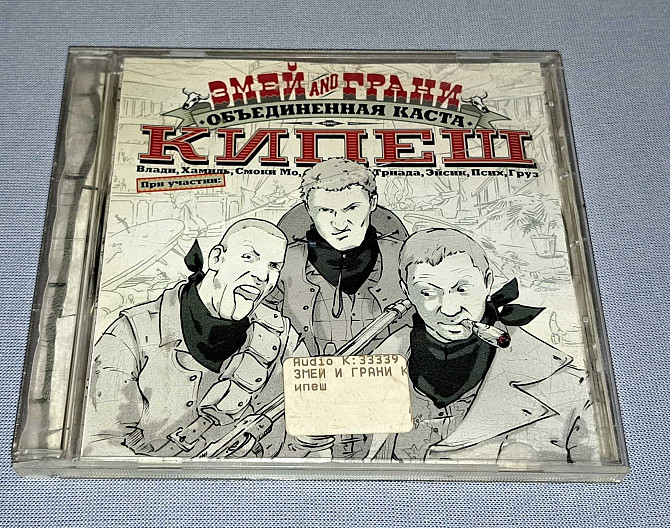 ЗМЕЙ AND ГРАНИ
·ОБЪЕДИНЕННАЯ КАСТА·
КИПЕШ
Влади, Хамиль, Смоки Мо, Триада, Эйсик, Псих, Груз
При участии:
Audio K:33339
ЗМЕЙ И ГРАНИ К
ипеш